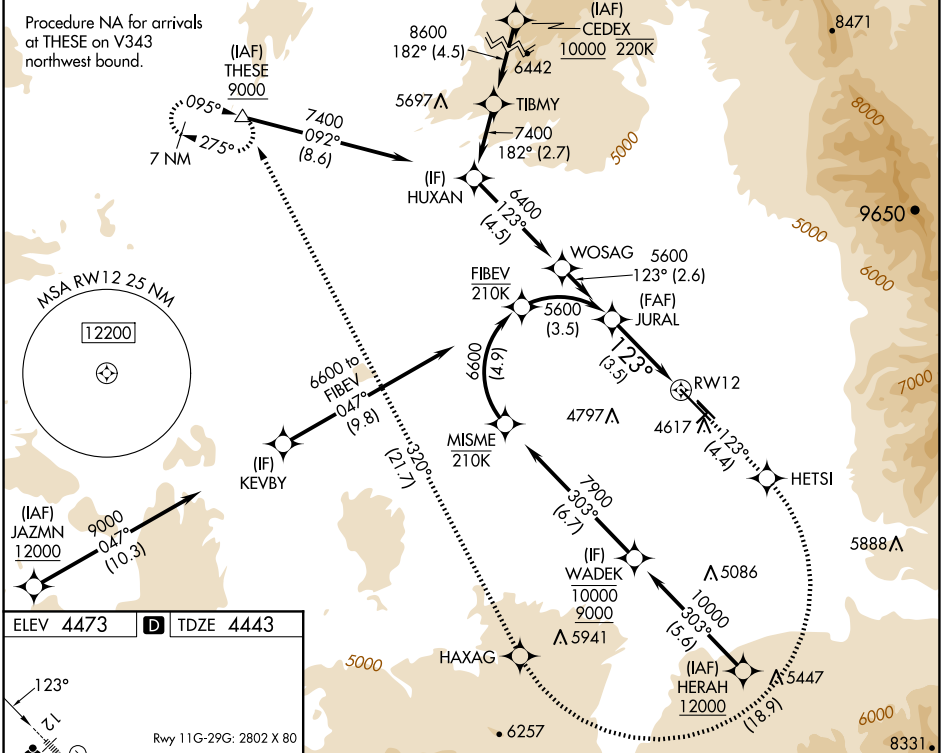 Procedure NA for arrivals
at THESE on V343
northwest bound.
(IAF)
THESE
9000
095°
275°
7 NM
7400
092°
(8.6)
8600
182° (4.5)
(IAF)
CEDEX
10000 220K
6442
5697
TIBMY
7400
182° (2.7)
5000
8471
8000
(IF)
HUXAN
6400
123°
(4.5)
9650
5000
6000
WOSAG
5600
123° (2.6)
FIBEV
210K
5600
(3.5)
(FAF)
JURAL
MSA RW12 25 NM
12200
123°
(3.5)
RW12
7000
6600
(4.9)
6600 to
FIBEV
047°
(9.8)
4797
4617
123°
(4.4)
MISME
210K
(IF)
KEVBY
320°
(21.7)
HETSI
7900
303°
(6.7)
(IAF)
JAZMN
12000
9000
047°
(10.3)
5888
(IF)
WADEK
10000
9000
5086
10000
303°
(5.6)
5941
HAXAG
(IAF)
HERAH
12000
5447
(18.9)
5000
6257
6000
8331
ELEV 4473 D TDZE 4443
123°
12
Rwy 11G-29G: 2802 X 80